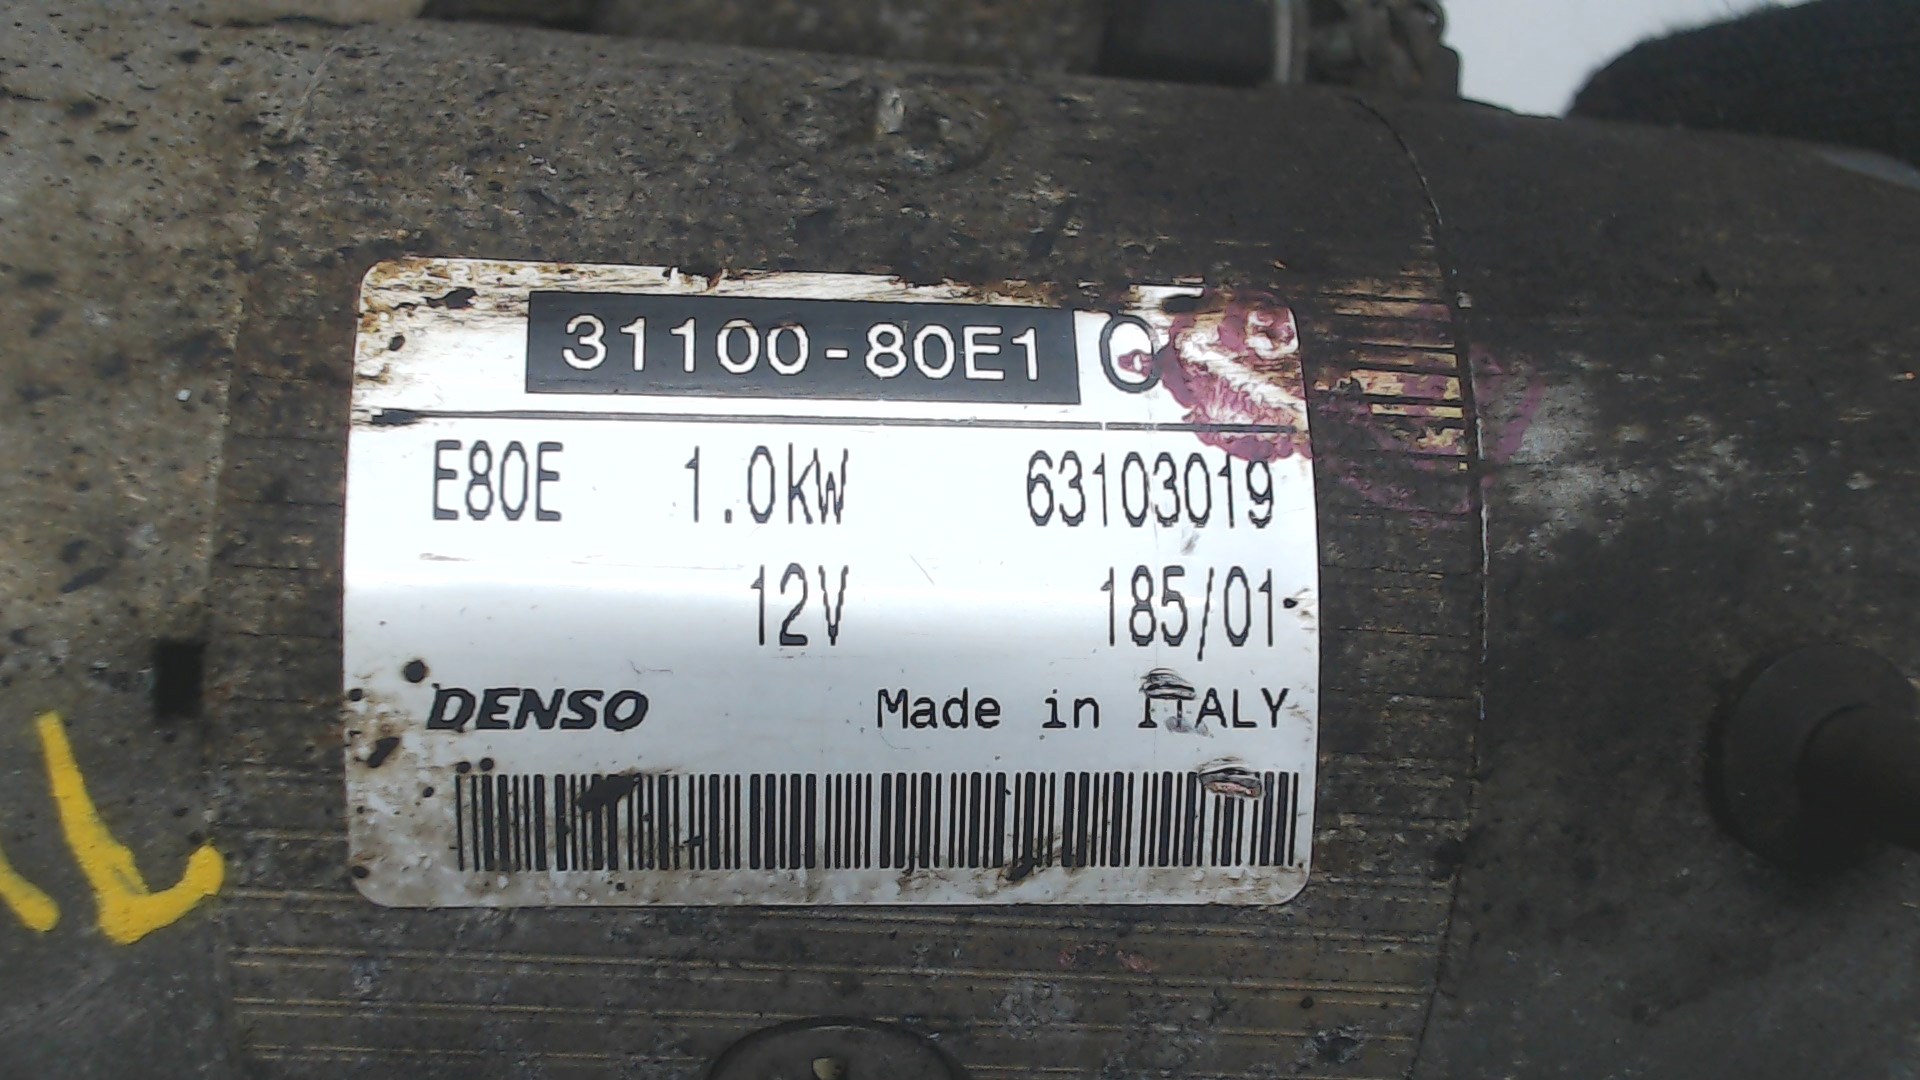 31100-80E1 O
E80E 1.0kW 63103019
12V 185/01
DENSO Made in ITALY